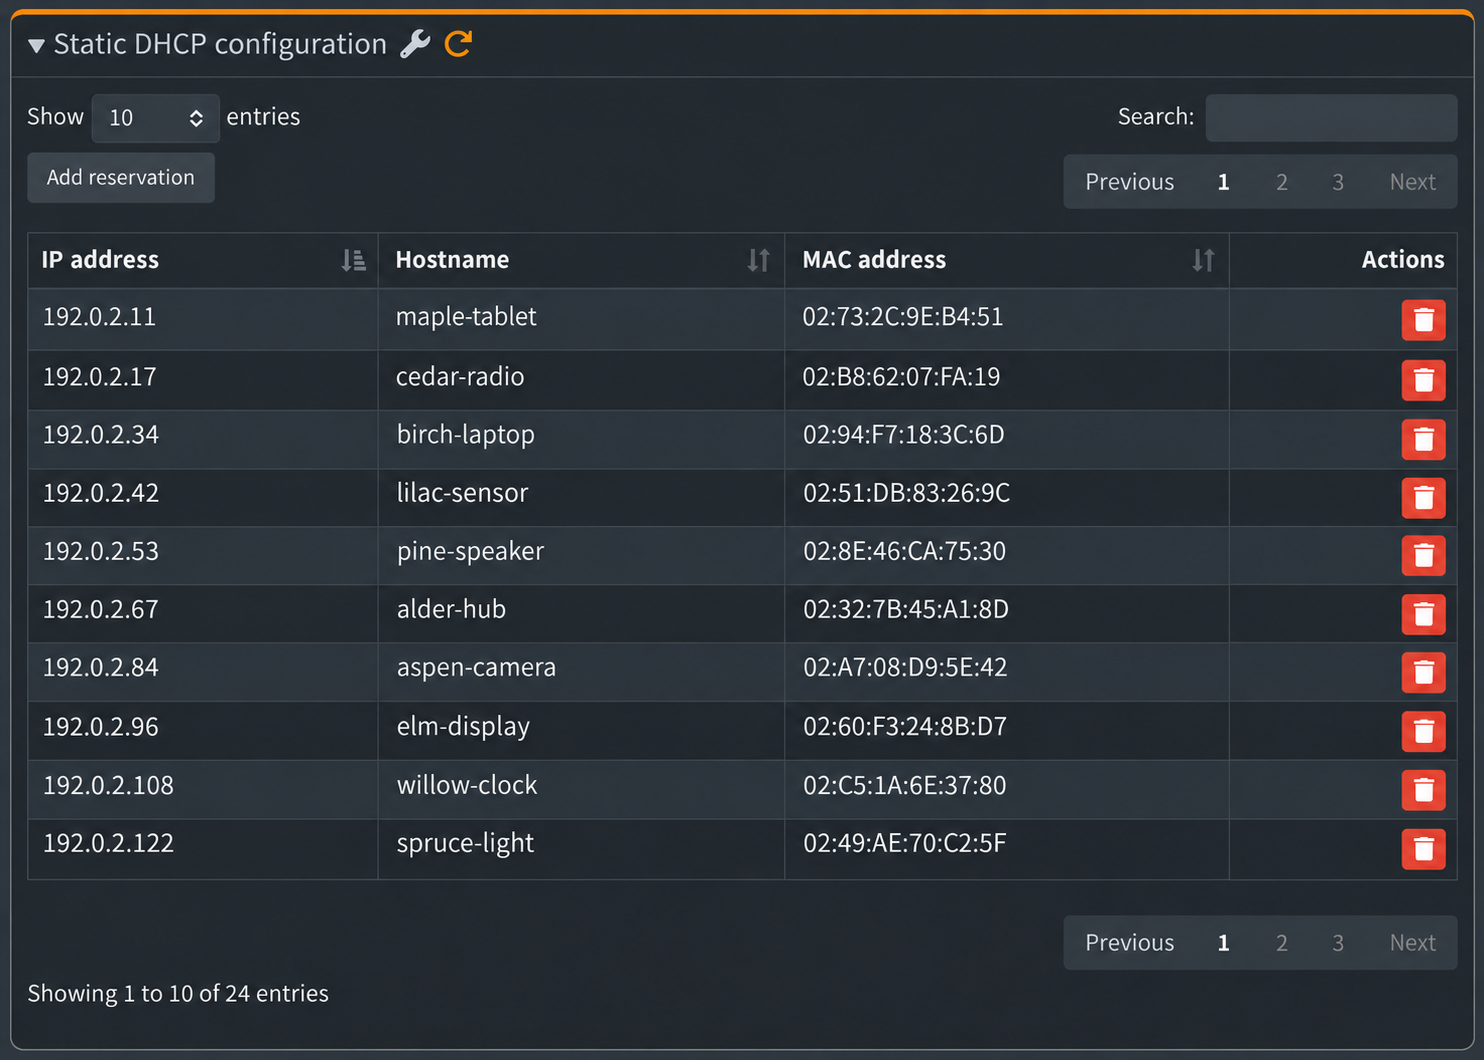 Static DHCP configuration
Show 10 entries
Search:
Add reservation
Previous 1 2 3 Next
IP address Hostname MAC address Actions
192.0.2.11 maple-tablet 02:73:2C:9E:B4:51
192.0.2.17 cedar-radio 02:B8:62:07:FA:19
192.0.2.34 birch-laptop 02:94:F7:18:3C:6D
192.0.2.42 lilac-sensor 02:51:DB:83:26:9C
192.0.2.53 pine-speaker 02:8E:46:CA:75:30
192.0.2.67 alder-hub 02:32:7B:45:A1:8D
192.0.2.84 aspen-camera 02:A7:08:D9:5E:42
192.0.2.96 elm-display 02:60:F3:24:8B:D7
192.0.2.108 willow-clock 02:C5:1A:6E:37:80
192.0.2.122 spruce-light 02:49:AE:70:C2:5F
Previous 1 2 3 Next
Showing 1 to 10 of 24 entries